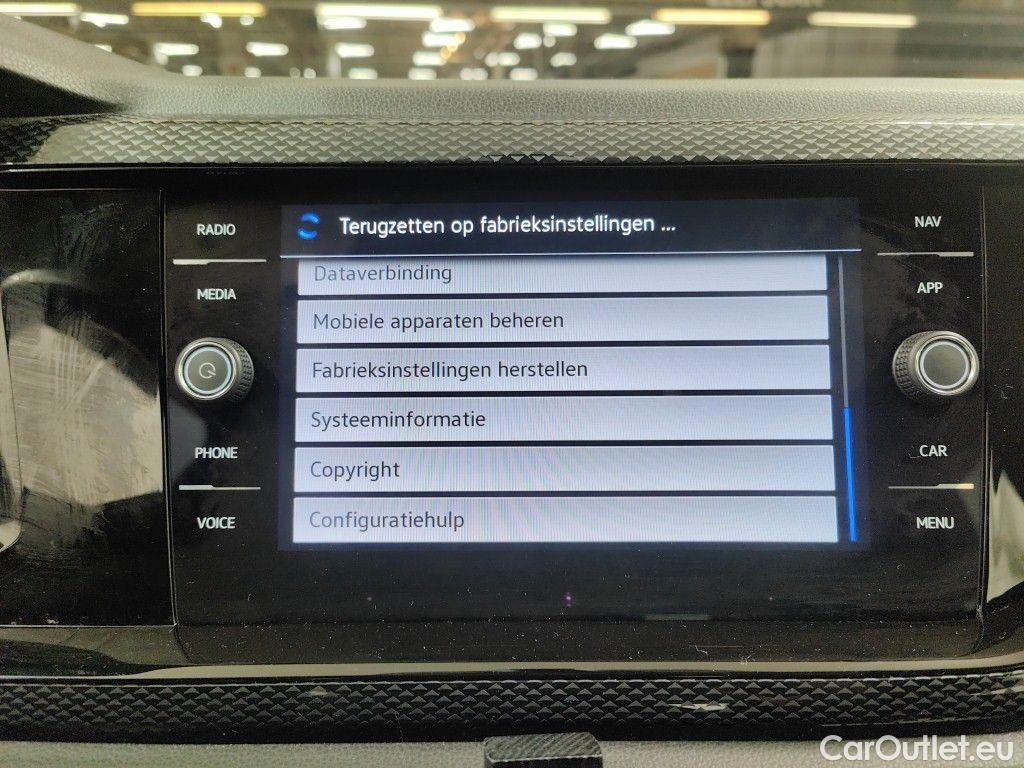 RADIO
MEDIA
PHONE
VOICE
Terugzetten op fabrieksinstellingen ...
Dataverbinding
Mobiele apparaten beheren
Fabrieksinstellingen herstellen
Systeeminformatie
Copyright
Configuratiehulp
NAV
APP
CAR
MENU
CarOutlet.eu